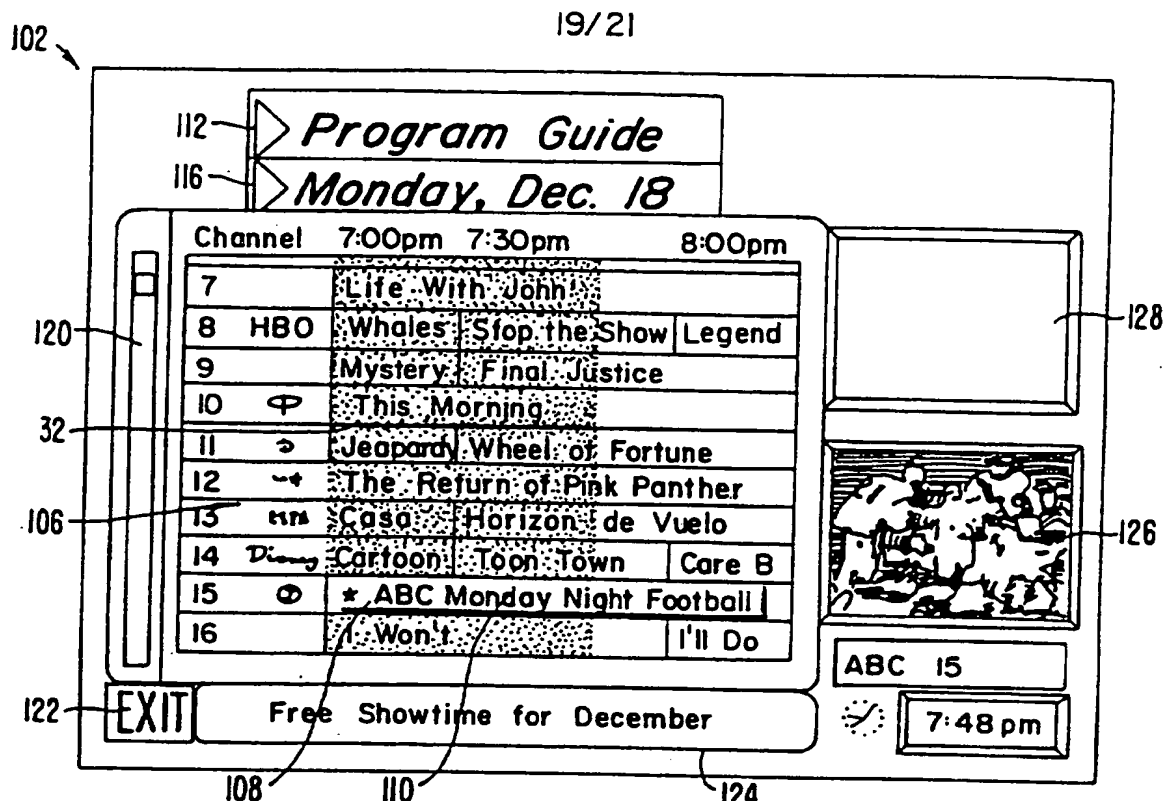 19/21
102
112 Program Guide
116 Monday, Dec. 18
Channel 7:00pm 7:30pm 8:00pm
7 Life With John
8 HBO Whales Stop the Show Legend
120
128
9 Mystery Final Justice
10 This Morning
32
11 Jeopardy Wheel of Fortune
12 The Return of Pink Panther
106
13 Casa Horizon de Vuelo
126
14 Disney Cartoon Toon Town Care B
15 * ABC Monday Night Football
16 I Won't I'll Do
ABC 15
122 EXIT Free Showtime for December 7:48 pm
108 110 124